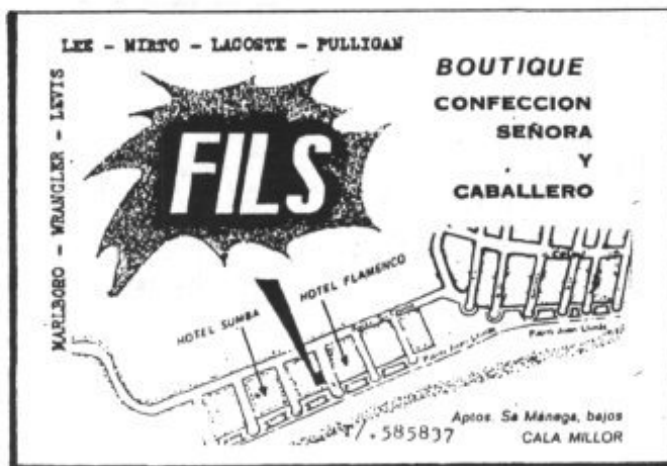 LEE - MIRTO - LACOSTE - PULLIGAN
MARLBORO - WRANGLER - LEVIS
FILS
BOUTIQUE
CONFECCION
SEÑORA
Y
CABALLERO
HOTEL SUMBA
HOTEL FLAMENCO
T/.585837
Aptos. Sa Mánega, bajos
CALA MILLOR